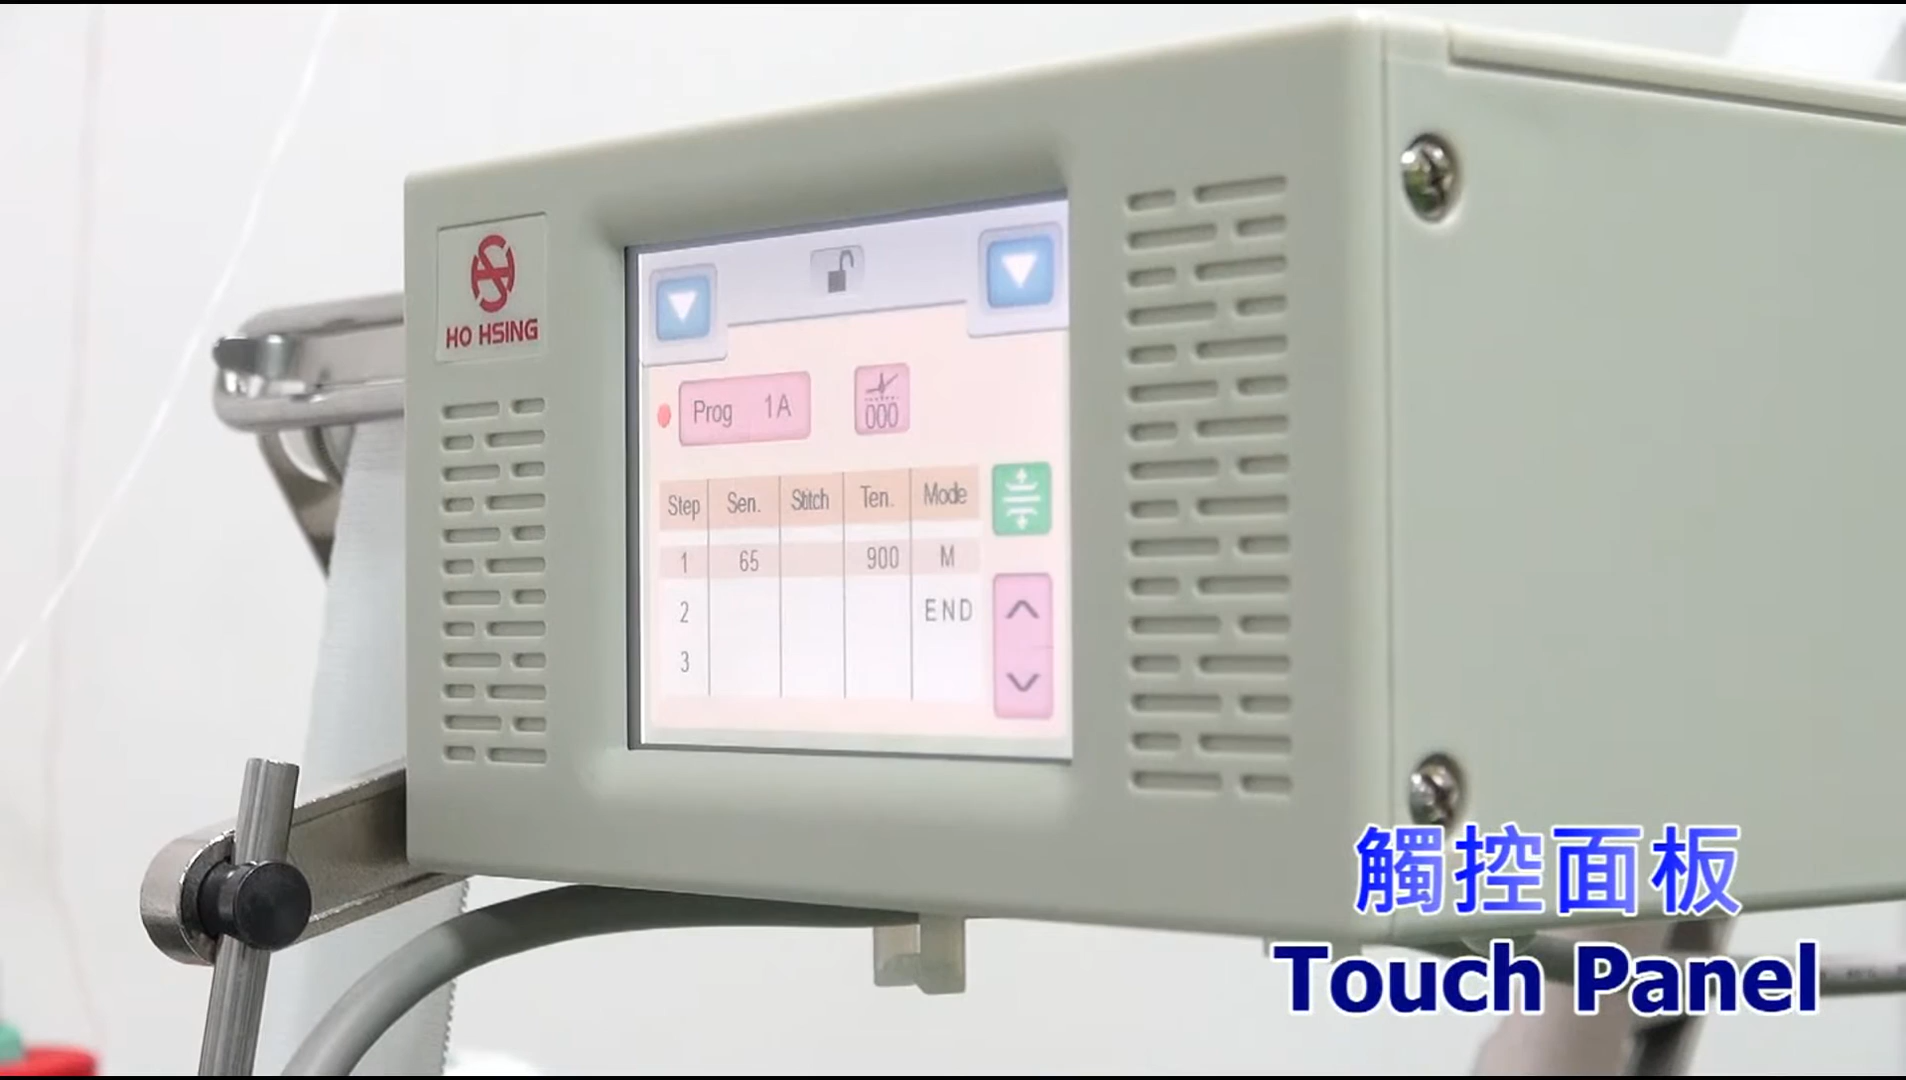 HO HSING
Prog 1A
000
Step Sen. Stitch Ten. Mode
1 65 900 M
2 END
3
觸控面板
Touch Panel